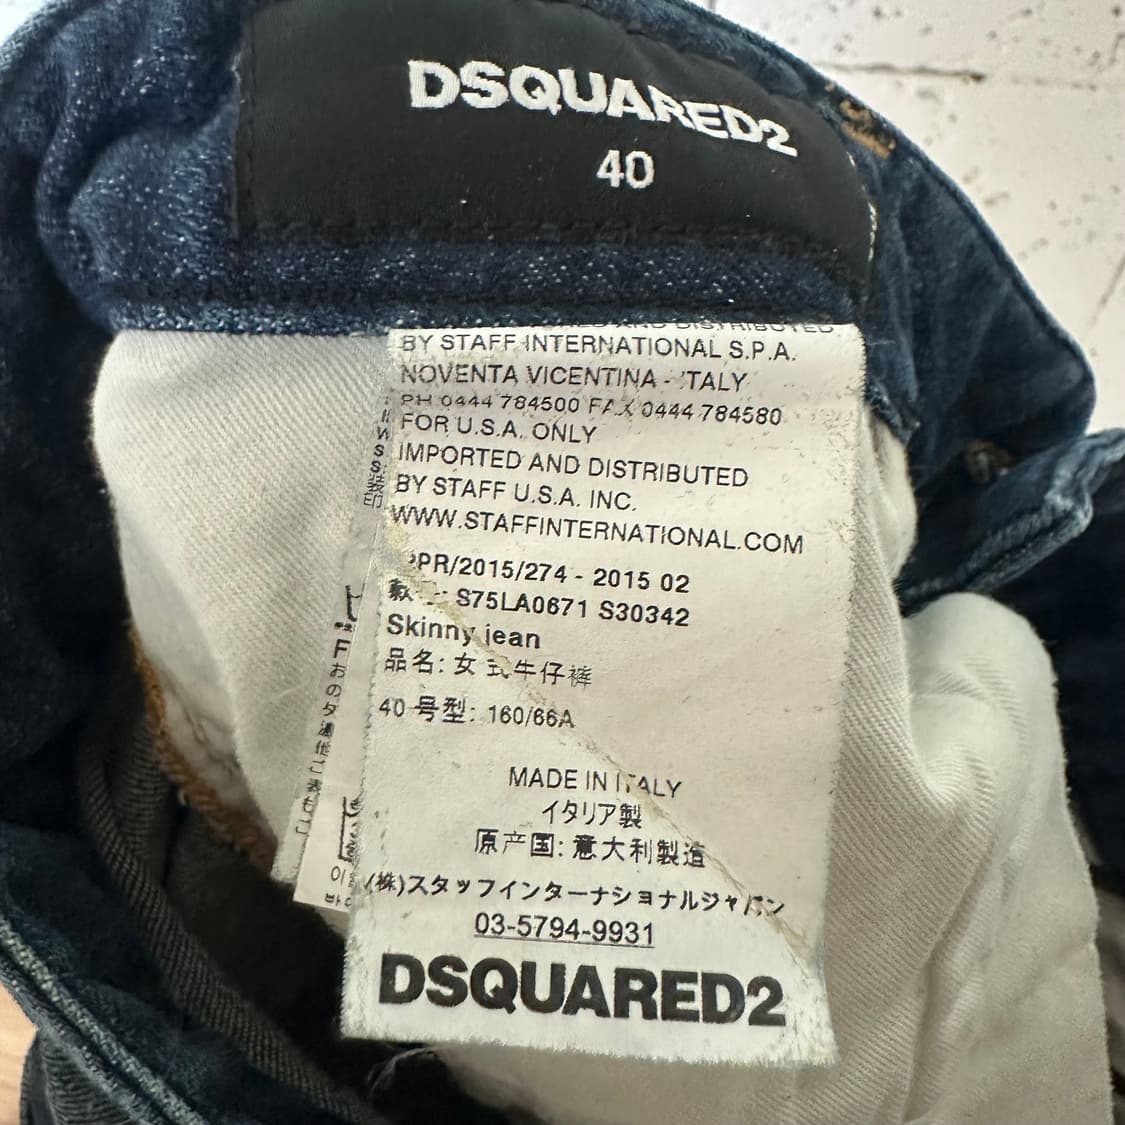 DSQUARED2
40
AND DISTRIBUTED
BY STAFF INTERNATIONAL S.P.A.
NOVENTA VICENTINA - ITALY
PH 0444 784500 FAX 0444 784580
FOR U.S.A. ONLY
IMPORTED AND DISTRIBUTED
BY STAFF U.S.A. INC.
WWW.STAFFINTERNATIONAL.COM
PR/2015/274 - 2015 02
款 : S75LA0671 S30342
Skinny jean
品名: 女式牛仔裤
40 号型: 160/66A
MADE IN ITALY
イタリア製
原产国: 意大利製造
(株)スタッフインターナショナルジャパン
03-5794-9931
DSQUARED2